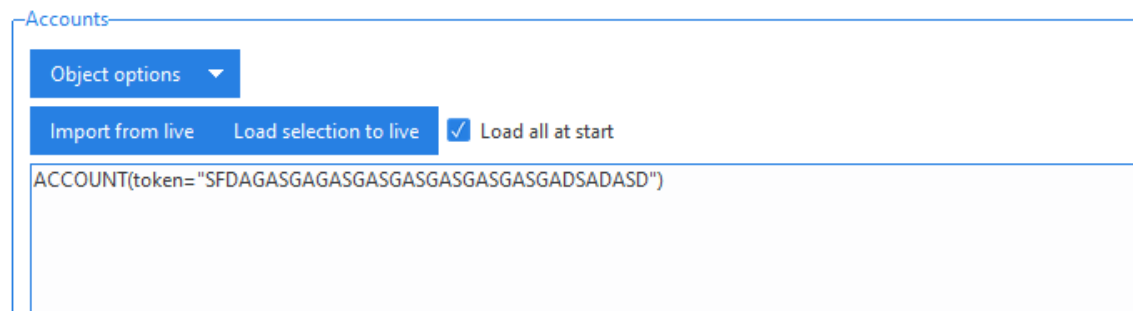 Accounts
Object options
Import from live Load selection to live Load all at start
ACCOUNT(token="SFDAGASGAGASGASGASGASGASGASGADSADASD")